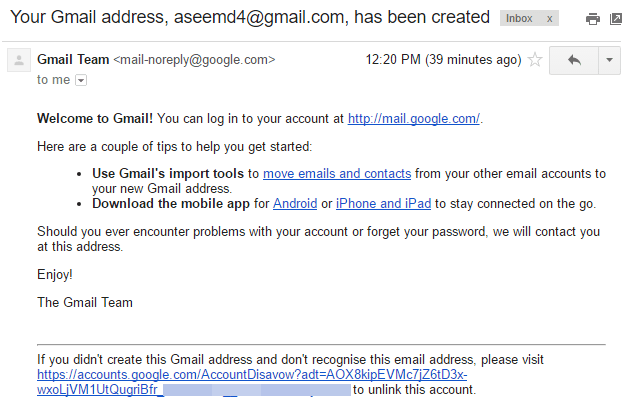 Your Gmail address, aseemd4@gmail.com, has been created Inbox x
Gmail Team <mail-noreply@google.com> 12:20 PM (39 minutes ago)
to me
Welcome to Gmail! You can log in to your account at http://mail.google.com/.
Here are a couple of tips to help you get started:
• Use Gmail's import tools to move emails and contacts from your other email accounts to
your new Gmail address.
• Download the mobile app for Android or iPhone and iPad to stay connected on the go.
Should you ever encounter problems with your account or forget your password, we will contact you
at this address.
Enjoy!
The Gmail Team
If you didn't create this Gmail address and don't recognise this email address, please visit
https://accounts.google.com/AccountDisavow?adt=AOX8kipEVMc7jZ6tD3x-
wxoLjVM1UtQugriBfr_ to unlink this account.